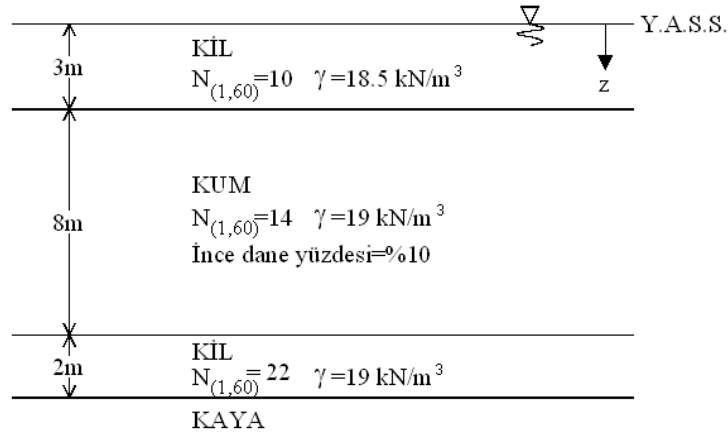 Y.A.S.S.
z
3m
KİL
N(1,60)=10 γ=18.5 kN/m³
8m
KUM
N(1,60)=14 γ=19 kN/m³
İnce dane yüzdesi=%10
2m
KİL
N(1,60)= 22 γ=19 kN/m³
KAYA